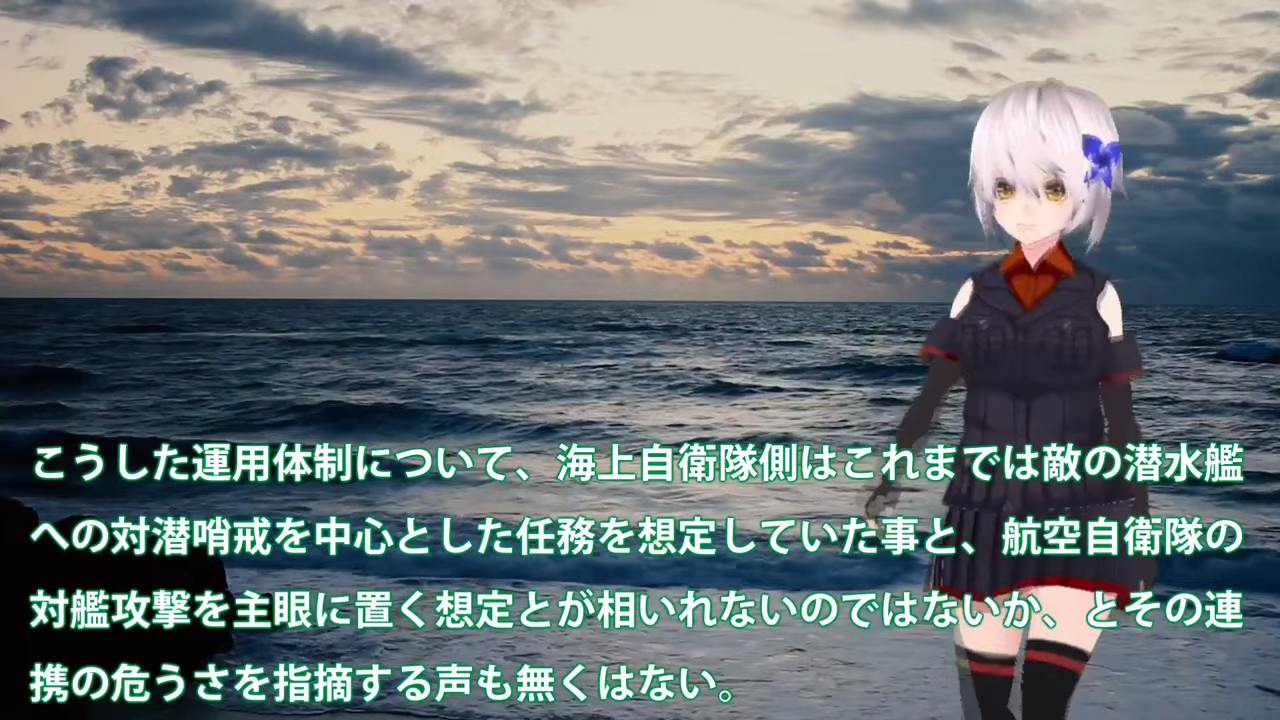 こうした運用体制について、海上自衛隊側はこれまでは敵の潜水艦
への対潜哨戒を中心とした任務を想定していた事と、航空自衛隊の
対艦攻撃を主眼に置く想定とが相いれないのではないか、とその連
携の危うさを指摘する声も無くはない。